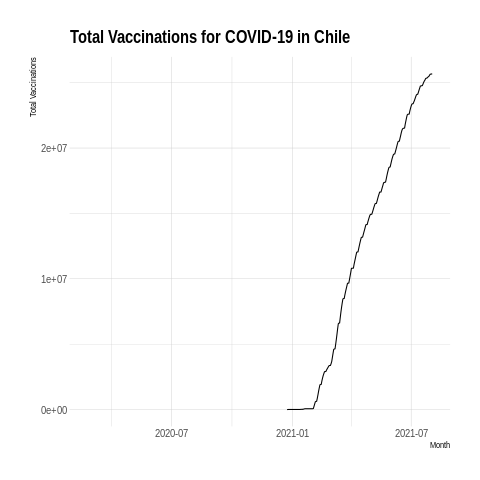 Total Vaccinations for COVID-19 in Chile
Total Vaccinations
2e+07
1e+07
0e+00
2020-07
2021-01
2021-07
Month